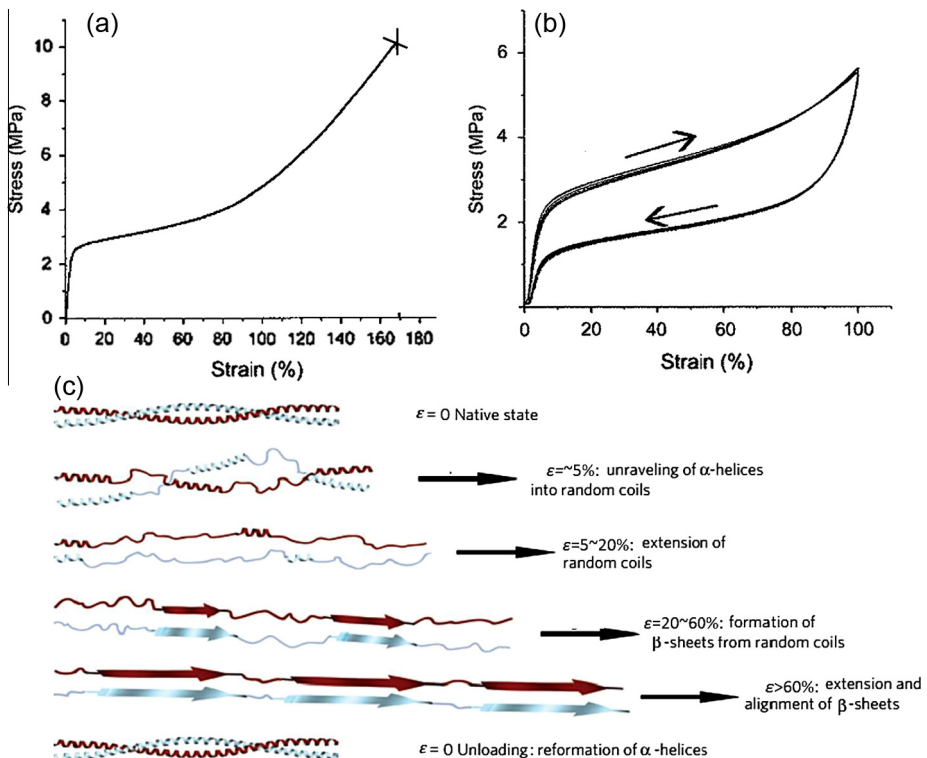 (a)
10
8
6
4
2
0
Stress (MPa)
0 20 40 60 80 100 120 140 160 180
Strain (%)
(b)
6
4
2
Stress (MPa)
0 20 40 60 80 100
Strain (%)
(c)
ε = 0 Native state
ε=~5%: unraveling of α-helices
into random coils
ε=5~20%: extension of
random coils
ε=20~60%: formation of
β-sheets from random coils
ε>60%: extension and
alignment of β-sheets
ε = 0 Unloading: reformation of α-helices